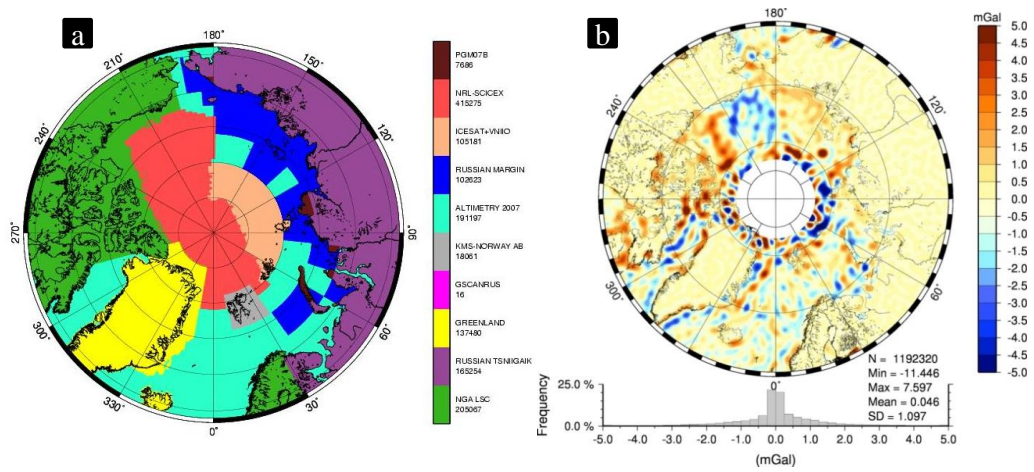 a
180°
150°
120°
90°
60°
30°
0°
330°
300°
270°
240°
210°
PGM07B
7686
NRL-SCICEX
415275
ICESAT+VNIIO
105181
RUSSIAN MARGIN
102623
ALTIMETRY 2007
191197
KMS-NORWAY AB
18061
GSCANRUS
16
GREENLAND
137480
RUSSIAN TSNIIGAIK
165254
NGA LSC
205067
b
180°
150°
120°
90°
60°
30°
0°
330°
300°
270°
240°
210°
mGal
5.0
4.5
4.0
3.5
3.0
2.5
2.0
1.5
1.0
0.5
0.0
-0.5
-1.0
-1.5
-2.0
-2.5
-3.0
-3.5
-4.0
-4.5
-5.0
N = 1192320
Min = -11.446
Max = 7.597
Mean = 0.046
SD = 1.097
Frequency
25.0 %
0.0 %
-5.0 -4.0 -3.0 -2.0 -1.0 0.0 1.0 2.0 3.0 4.0 5.0
(mGal)